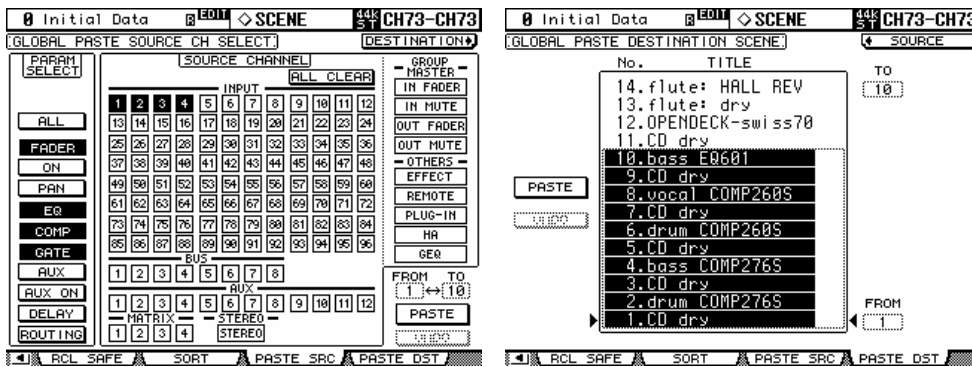 0 Initial Data EDIT ◇SCENE 44k ST CH73-CH73
GLOBAL PASTE SOURCE CH SELECT DESTINATION
PARAM SELECT
ALL
FADER
ON
PAN
EQ
COMP
GATE
AUX
AUX ON
DELAY
ROUTING
SOURCE CHANNEL
ALL CLEAR
INPUT
1 2 3 4 5 6 7 8 9 10 11 12
13 14 15 16 17 18 19 20 21 22 23 24
25 26 27 28 29 30 31 32 33 34 35 36
37 38 39 40 41 42 43 44 45 46 47 48
49 50 51 52 53 54 55 56 57 58 59 60
61 62 63 64 65 66 67 68 69 70 71 72
73 74 75 76 77 78 79 80 81 82 83 84
85 86 87 88 89 90 91 92 93 94 95 96
BUS
1 2 3 4 5 6 7 8
AUX
1 2 3 4 5 6 7 8 9 10 11 12
MATRIX STEREO
1 2 3 4 STEREO
GROUP MASTER
IN FADER
IN MUTE
OUT FADER
OUT MUTE
OTHERS
EFFECT
REMOTE
PLUG-IN
HA
GEQ
FROM TO
1 ↔ 10
PASTE
UNDO
RCL SAFE SORT PASTE SRC PASTE DST
0 Initial Data EDIT ◇SCENE 44k ST CH73-CH73
GLOBAL PASTE DESTINATION SCENE SOURCE
No. TITLE
14.flute: HALL REV
13.flute: dry
12.OPENDECK-swiss70
11.CD dry
10.bass EQ601
9.CD dry
8.vocal COMP260S
7.CD dry
6.drum COMP260S
5.CD dry
4.bass COMP276S
3.CD dry
2.drum COMP276S
1.CD dry
PASTE
UNDO
TO
10
FROM
1
RCL SAFE SORT PASTE SRC PASTE DST